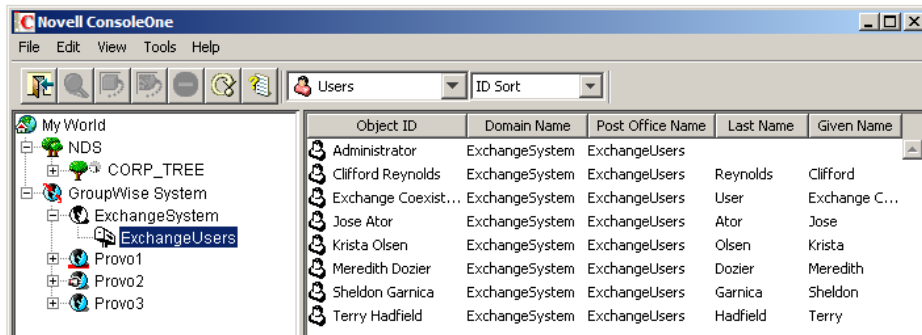 Novell ConsoleOne
File Edit View Tools Help
Users ID Sort
My World
NDS
CORP_TREE
GroupWise System
ExchangeSystem
ExchangeUsers
Provo1
Provo2
Provo3
Object ID Domain Name Post Office Name Last Name Given Name
Administrator ExchangeSystem ExchangeUsers
Clifford Reynolds ExchangeSystem ExchangeUsers Reynolds Clifford
Exchange Coexist... ExchangeSystem ExchangeUsers User Exchange C...
Jose Ator ExchangeSystem ExchangeUsers Ator Jose
Krista Olsen ExchangeSystem ExchangeUsers Olsen Krista
Meredith Dozier ExchangeSystem ExchangeUsers Dozier Meredith
Sheldon Garnica ExchangeSystem ExchangeUsers Garnica Sheldon
Terry Hadfield ExchangeSystem ExchangeUsers Hadfield Terry